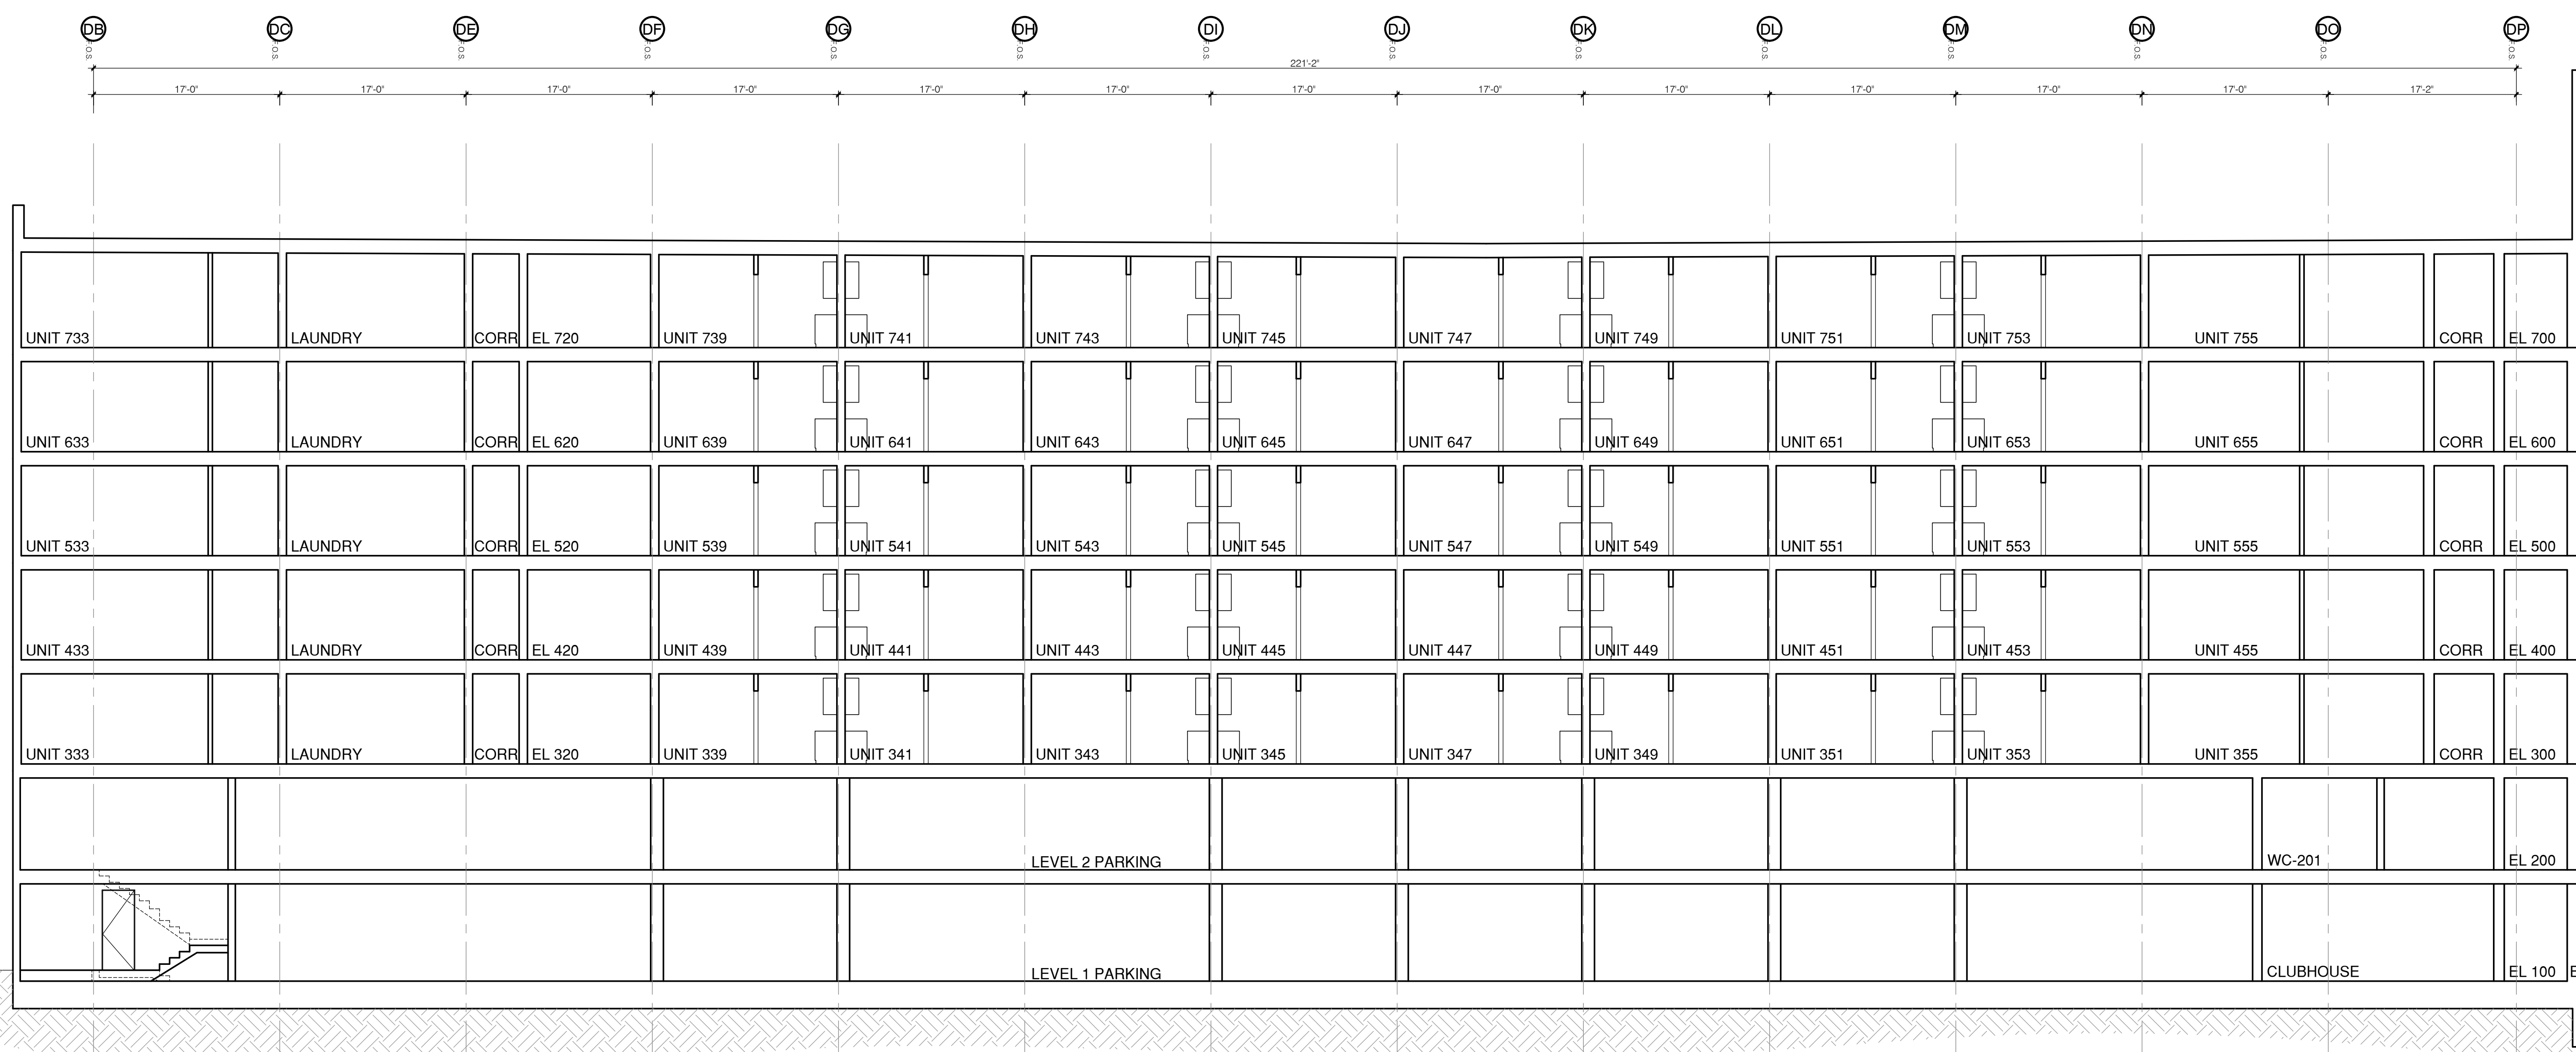 DB DC DE DF DG DH DI DJ DK DL DM DN DO DP
F.O.S. F.O.S. F.O.S. F.O.S. F.O.S. F.O.S. F.O.S. F.O.S. F.O.S. F.O.S. F.O.S. F.O.S. F.O.S. F.O.S.
221'-2"
17'-0" 17'-0" 17'-0" 17'-0" 17'-0" 17'-0" 17'-0" 17'-0" 17'-0" 17'-0" 17'-0" 17'-0" 17'-2"
UNIT 733 LAUNDRY CORR EL 720 UNIT 739 UNIT 741 UNIT 743 UNIT 745 UNIT 747 UNIT 749 UNIT 751 UNIT 753 UNIT 755 CORR EL 700
UNIT 633 LAUNDRY CORR EL 620 UNIT 639 UNIT 641 UNIT 643 UNIT 645 UNIT 647 UNIT 649 UNIT 651 UNIT 653 UNIT 655 CORR EL 600
UNIT 533 LAUNDRY CORR EL 520 UNIT 539 UNIT 541 UNIT 543 UNIT 545 UNIT 547 UNIT 549 UNIT 551 UNIT 553 UNIT 555 CORR EL 500
UNIT 433 LAUNDRY CORR EL 420 UNIT 439 UNIT 441 UNIT 443 UNIT 445 UNIT 447 UNIT 449 UNIT 451 UNIT 453 UNIT 455 CORR EL 400
UNIT 333 LAUNDRY CORR EL 320 UNIT 339 UNIT 341 UNIT 343 UNIT 345 UNIT 347 UNIT 349 UNIT 351 UNIT 353 UNIT 355 CORR EL 300
LEVEL 2 PARKING WC-201 EL 200
LEVEL 1 PARKING CLUBHOUSE EL 100